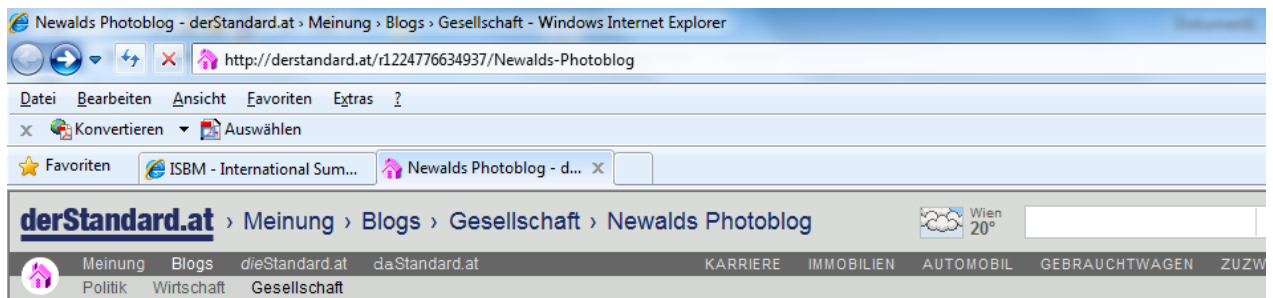 Newalds Photoblog - derStandard.at › Meinung › Blogs › Gesellschaft - Windows Internet Explorer
http://derstandard.at/r1224776634937/Newalds-Photoblog
Datei Bearbeiten Ansicht Favoriten Extras ?
x Konvertieren Auswählen
Favoriten ISBM - International Sum... Newalds Photoblog - d... x
derStandard.at › Meinung › Blogs › Gesellschaft › Newalds Photoblog Wien
20°
Meinung Blogs dieStandard.at daStandard.at KARRIERE IMMOBILIEN AUTOMOBIL GEBRAUCHTWAGEN ZUZW
Politik Wirtschaft Gesellschaft